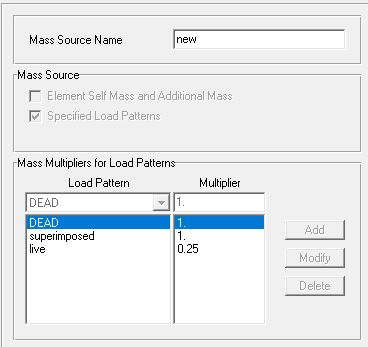 Mass Source Name new
Mass Source
Element Self Mass and Additional Mass
Specified Load Patterns
Mass Multipliers for Load Patterns
Load Pattern Multiplier
DEAD 1.
DEAD 1.
superimposed 1.
live 0.25
Add
Modify
Delete